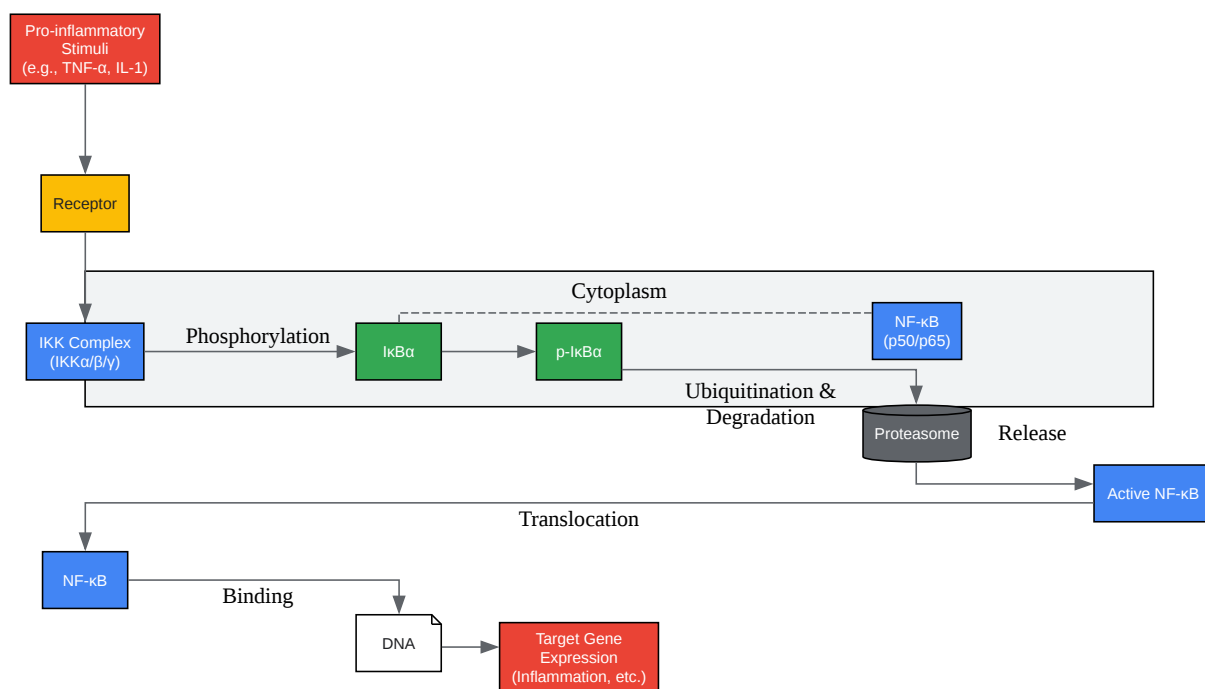 Pro-inflammatory
Stimuli
(e.g., TNF-α, IL-1)
Receptor
Cytoplasm
IKK Complex
(IKKα/β/γ)
Phosphorylation
IκBα
p-IκBα
NF-κB
(p50/p65)
Ubiquitination &
Degradation
Proteasome
Release
Active NF-κB
Translocation
NF-κB
Binding
DNA
Target Gene
Expression
(Inflammation, etc.)